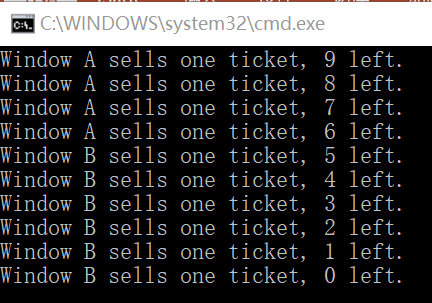 C:\WINDOWS\system32\cmd.exe
Window A sells one ticket, 9 left.
Window A sells one ticket, 8 left.
Window A sells one ticket, 7 left.
Window A sells one ticket, 6 left.
Window B sells one ticket, 5 left.
Window B sells one ticket, 4 left.
Window B sells one ticket, 3 left.
Window B sells one ticket, 2 left.
Window B sells one ticket, 1 left.
Window B sells one ticket, 0 left.